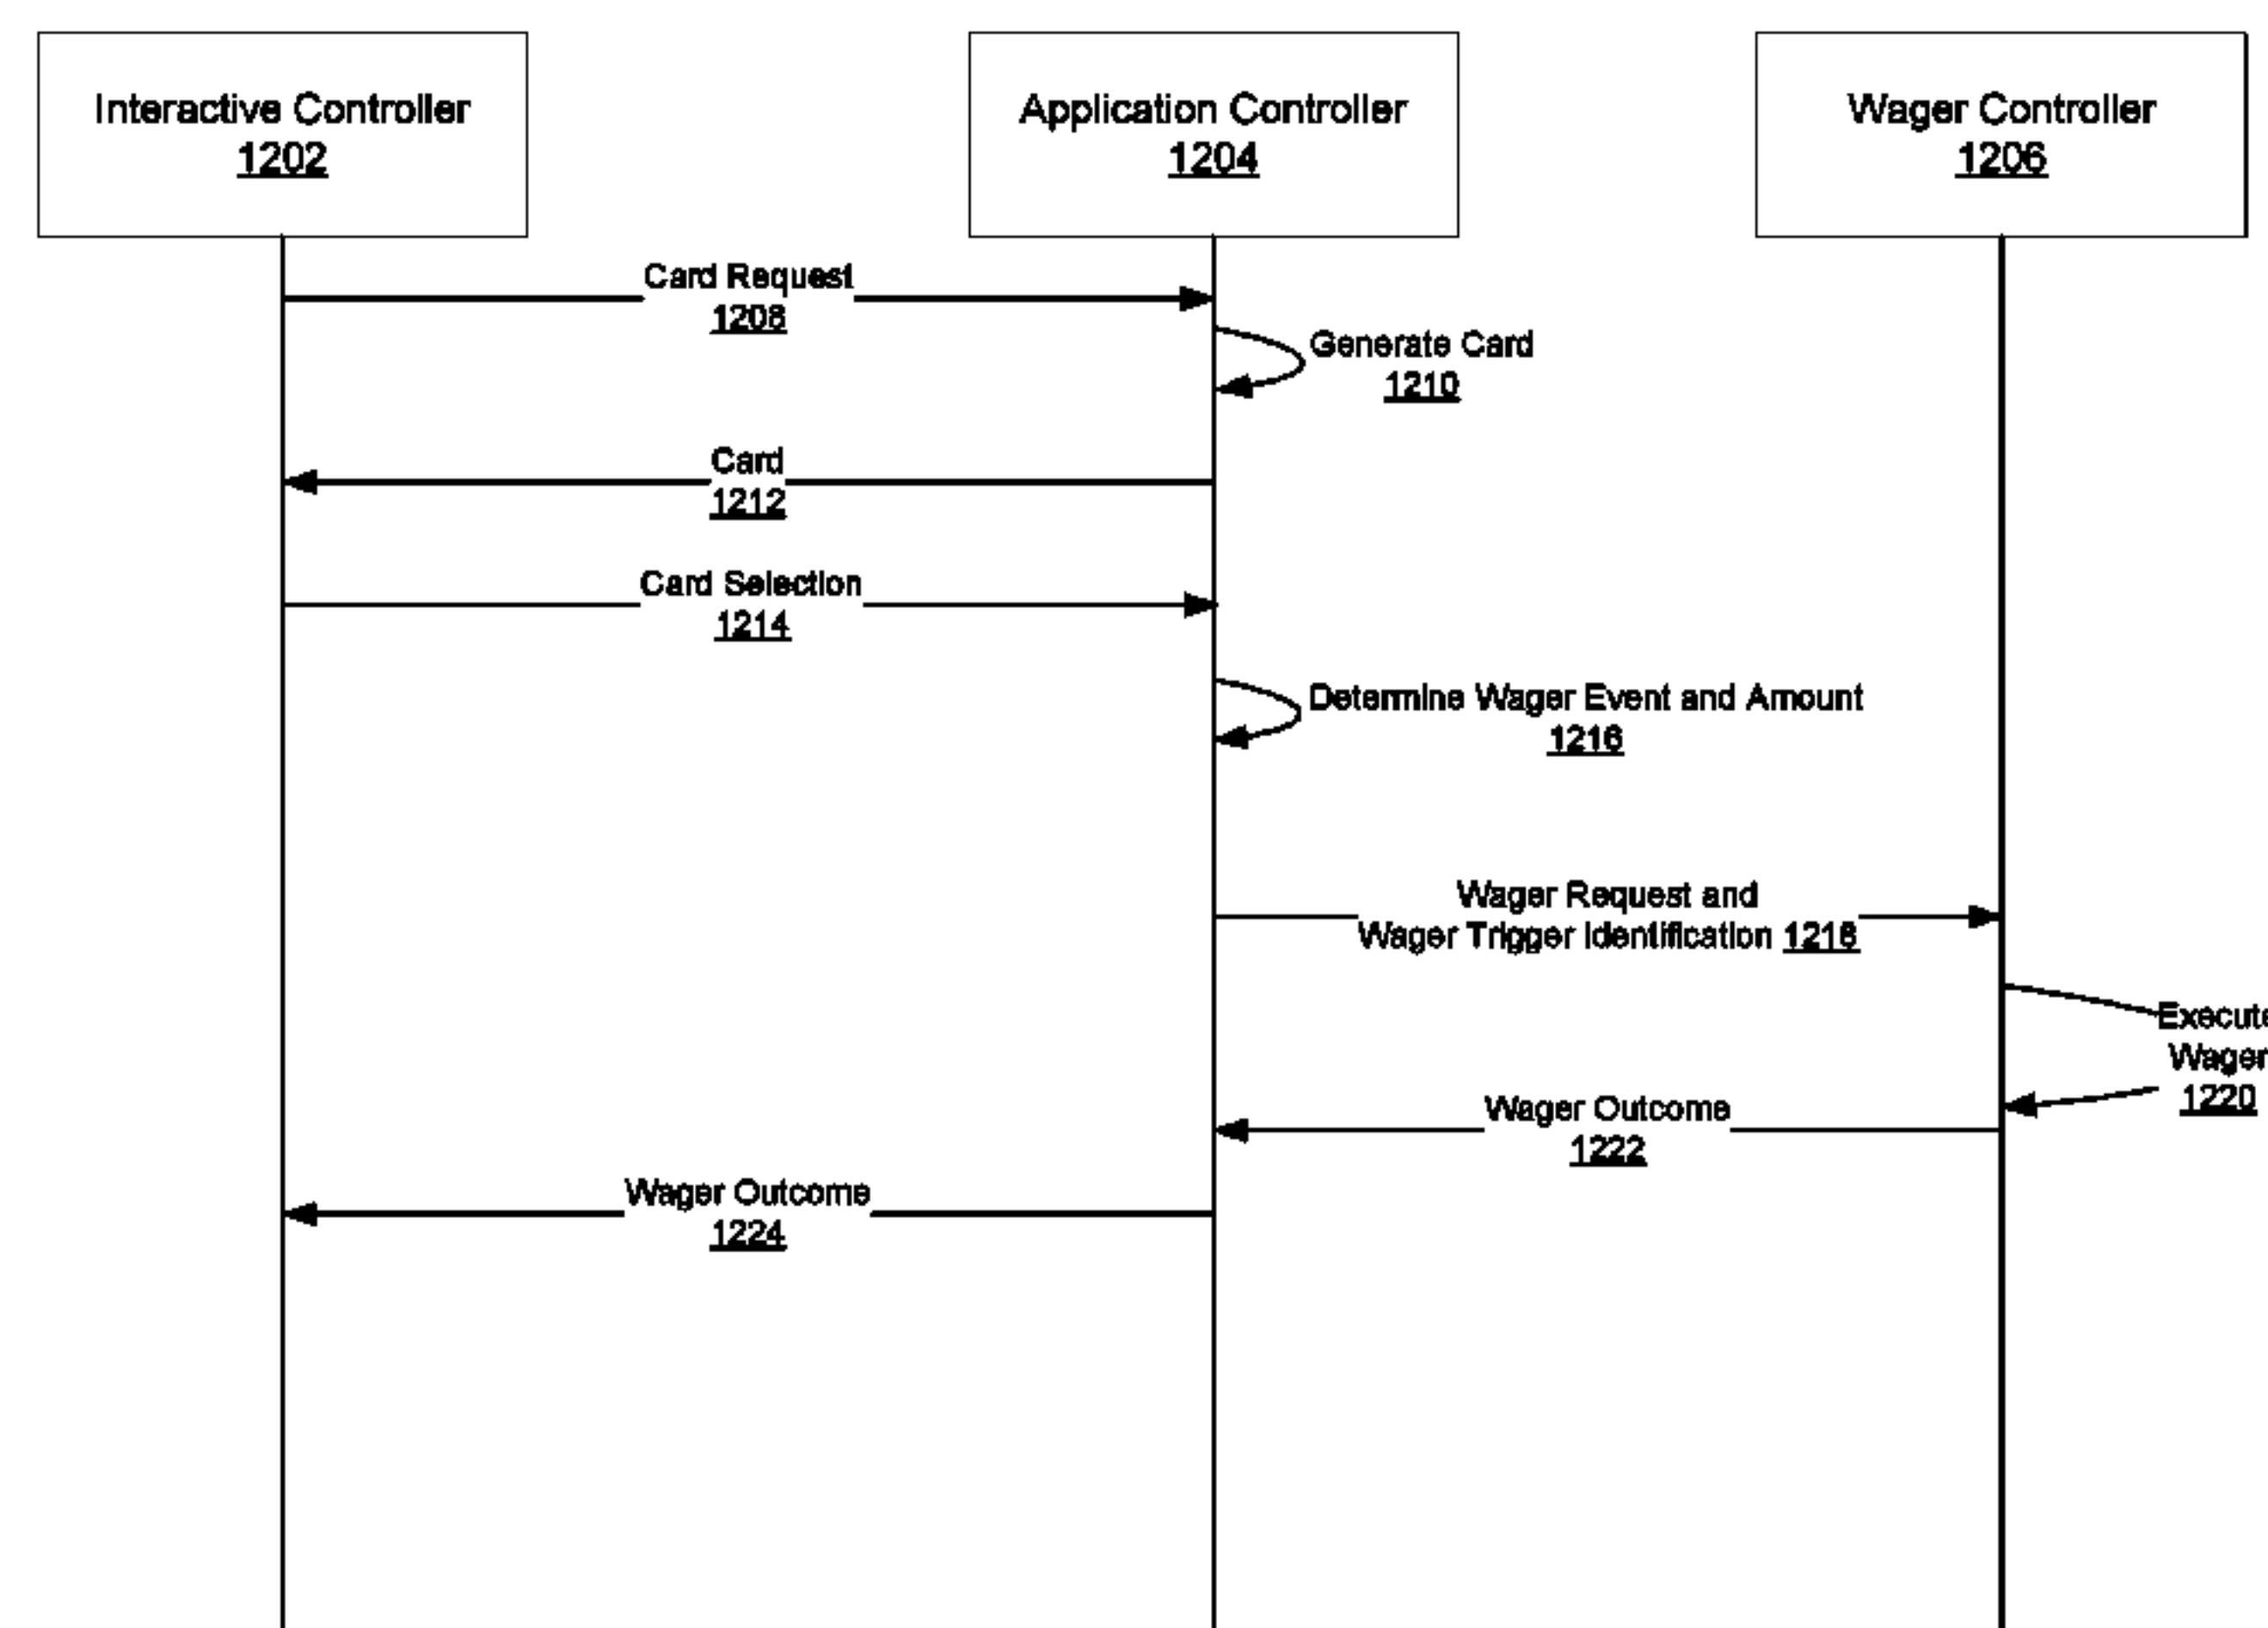 Interactive Controller
1202
Application Controller
1204
Wager Controller
1206
Card Request
1208
Generate Card
1210
Card
1212
Card Selection
1214
Determine Wager Event and Amount
1216
Wager Request and
Wager Trigger Identification 1218
Execute
Wager
1220
Wager Outcome
1222
Wager Outcome
1224